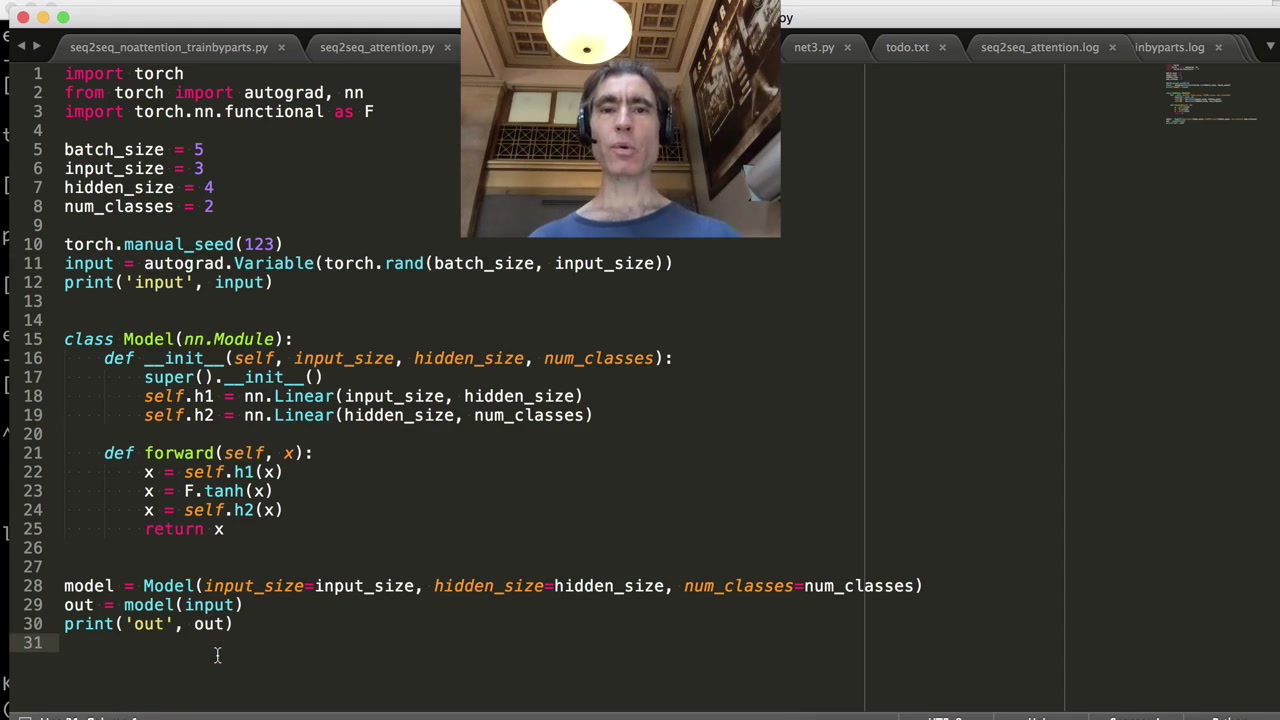 py
seq2seq_noattention_trainbyparts.py
seq2seq_attention.py
net3.py
todo.txt
seq2seq_attention.log
inbyparts.log
1 import torch
2 from torch import autograd, nn
3 import torch.nn.functional as F
4
5 batch_size = 5
6 input_size = 3
7 hidden_size = 4
8 num_classes = 2
9
10 torch.manual_seed(123)
11 input = autograd.Variable(torch.rand(batch_size, input_size))
12 print('input', input)
13
14
15 class Model(nn.Module):
16 def __init__(self, input_size, hidden_size, num_classes):
17 super().__init__()
18 self.h1 = nn.Linear(input_size, hidden_size)
19 self.h2 = nn.Linear(hidden_size, num_classes)
20
21 def forward(self, x):
22 x = self.h1(x)
23 x = F.tanh(x)
24 x = self.h2(x)
25 return x
26
27
28 model = Model(input_size=input_size, hidden_size=hidden_size, num_classes=num_classes)
29 out = model(input)
30 print('out', out)
31